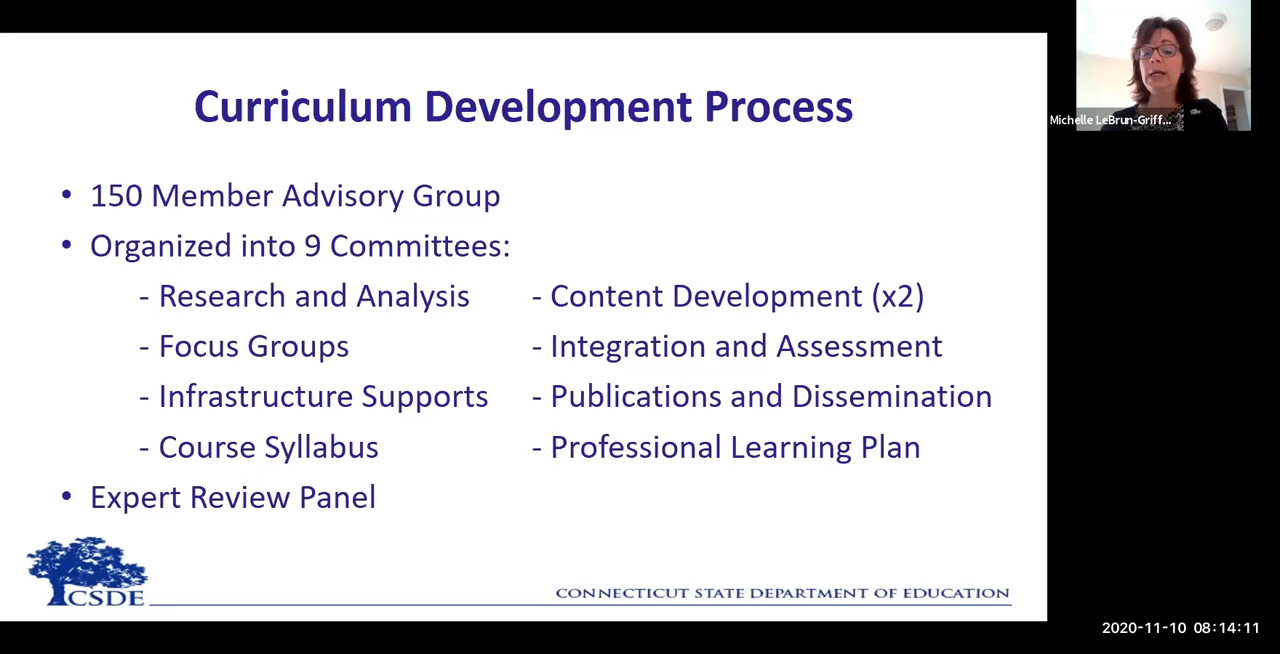 Curriculum Development Process
• 150 Member Advisory Group
• Organized into 9 Committees:
- Research and Analysis
- Focus Groups
- Infrastructure Supports
- Course Syllabus
- Content Development (x2)
- Integration and Assessment
- Publications and Dissemination
- Professional Learning Plan
• Expert Review Panel
CSDE
CONNECTICUT STATE DEPARTMENT OF EDUCATION
Michelle LeBrun-Griff...
2020-11-10 08:14:11